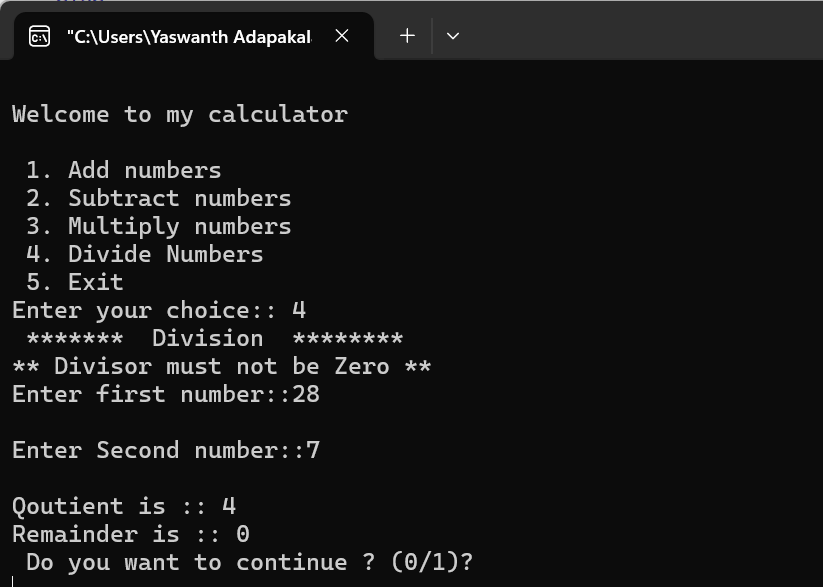 "C:\Users\Yaswanth Adapakal
Welcome to my calculator
1. Add numbers
2. Subtract numbers
3. Multiply numbers
4. Divide Numbers
5. Exit
Enter your choice:: 4
******* Division ********
** Divisor must not be Zero **
Enter first number::28
Enter Second number::7
Qoutient is :: 4
Remainder is :: 0
Do you want to continue ? (0/1)?